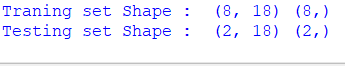 Traning set Shape :  (8, 18) (8,)
Testing set Shape :  (2, 18) (2,)